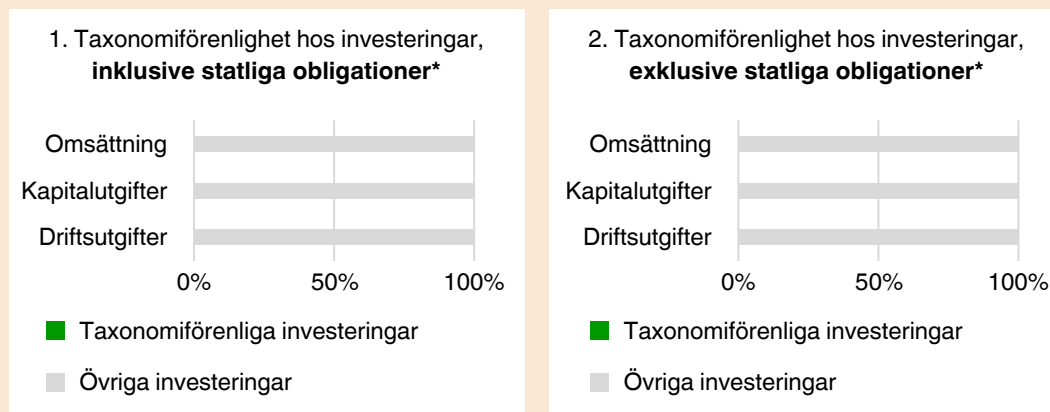 1. Taxonomiförenlighet hos investeringar,
inklusive statliga obligationer*
Omsättning
Kapitalutgifter
Driftsutgifter
0% 50% 100%
Taxonomiförenliga investeringar
Övriga investeringar
2. Taxonomiförenlighet hos investeringar,
exklusive statliga obligationer*
Omsättning
Kapitalutgifter
Driftsutgifter
0% 50% 100%
Taxonomiförenliga investeringar
Övriga investeringar